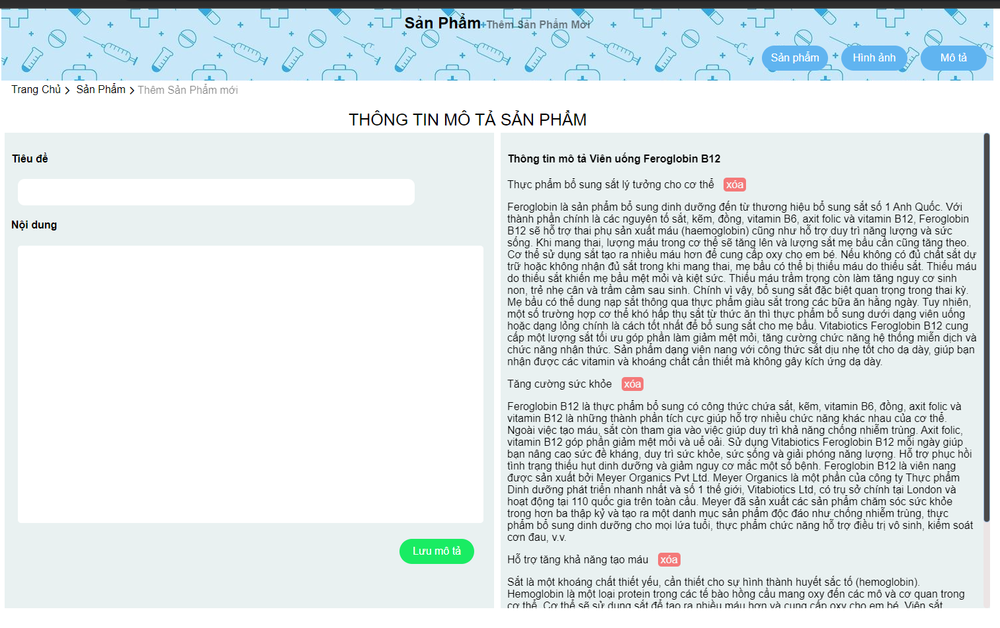 Sản Phẩm Thêm Sản Phẩm Mới
Sản phẩm Hình ảnh Mô tả
Trang Chủ Sản Phẩm Thêm Sản Phẩm mới
THÔNG TIN MÔ TẢ SẢN PHẨM
Tiêu đề
Nội dung
Lưu mô tả
Thông tin mô tả Viên uống Feroglobin B12
Thực phẩm bổ sung sắt lý tưởng cho cơ thể xóa
Feroglobin là sản phẩm bổ sung dinh dưỡng đến từ thương hiệu bổ sung sắt số 1 Anh Quốc. Với
thành phần chính là các nguyên tố sắt, kẽm, đồng, vitamin B6, axit folic và vitamin B12, Feroglobin
B12 sẽ hỗ trợ thai phụ sản xuất máu (haemoglobin) cũng như hỗ trợ duy trì năng lượng và sức
sống. Khi mang thai, lượng máu trong cơ thể sẽ tăng lên và lượng sắt mẹ bầu cần cũng tăng theo.
Cơ thể sử dụng sắt tạo ra nhiều máu hơn để cung cấp oxy cho em bé. Nếu không có đủ chất sắt dự
trữ hoặc không nhận đủ sắt trong khi mang thai, mẹ bầu có thể bị thiếu máu do thiếu sắt. Thiếu máu
do thiếu sắt khiến mẹ bầu mệt mỏi và kiệt sức. Thiếu máu trầm trọng còn làm tăng nguy cơ sinh
non, trẻ nhẹ cân và trầm cảm sau sinh. Chính vì vậy, bổ sung sắt đặc biệt quan trọng trong thai kỳ.
Mẹ bầu có thể dung nạp sắt thông qua thực phẩm giàu sắt trong các bữa ăn hằng ngày. Tuy nhiên,
một số trường hợp cơ thể khó hấp thụ sắt từ thức ăn thì thực phẩm bổ sung dưới dạng viên uống
hoặc dạng lỏng chính là cách tốt nhất để bổ sung sắt cho mẹ bầu. Vitabiotics Feroglobin B12 cung
cấp một lượng sắt tối ưu góp phần làm giảm mệt mỏi, tăng cường chức năng hệ thống miễn dịch và
chức năng nhận thức. Sản phẩm dạng viên nang với công thức sắt dịu nhẹ tốt cho dạ dày, giúp bạn
nhận được các vitamin và khoáng chất cần thiết mà không gây kích ứng dạ dày.
Tăng cường sức khỏe xóa
Feroglobin B12 là thực phẩm bổ sung có công thức chứa sắt, kẽm, vitamin B6, đồng, axit folic và
vitamin B12 là những thành phần tích cực giúp hỗ trợ nhiều chức năng khác nhau của cơ thể.
Ngoài việc tạo máu, sắt còn tham gia vào việc giúp duy trì khả năng chống nhiễm trùng. Axit folic,
vitamin B12 góp phần giảm mệt mỏi và uể oải. Sử dụng Vitabiotics Feroglobin B12 mỗi ngày giúp
bạn nâng cao sức đề kháng, duy trì sức khỏe, sức sống và giải phóng năng lượng. Hỗ trợ phục hồi
tình trạng thiếu hụt dinh dưỡng và giảm nguy cơ mắc một số bệnh. Feroglobin B12 là viên nang
được sản xuất bởi Meyer Organics Pvt Ltd. Meyer Organics là một phần của công ty Thực phẩm
Dinh dưỡng phát triển nhanh nhất và số 1 thế giới, Vitabiotics Ltd, có trụ sở chính tại London và
hoạt động tại 110 quốc gia trên toàn cầu. Meyer đã sản xuất các sản phẩm chăm sóc sức khỏe
trong hơn ba thập kỷ và tạo ra một danh mục sản phẩm độc đáo như chống nhiễm trùng, thực
phẩm bổ sung dinh dưỡng cho mọi lứa tuổi, thực phẩm chức năng hỗ trợ điều trị vô sinh, kiểm soát
cơn đau, v.v.
Hỗ trợ tăng khả năng tạo máu xóa
Sắt là một khoáng chất thiết yếu, cần thiết cho sự hình thành huyết sắc tố (hemoglobin).
Hemoglobin là một loại protein trong các tế bào hồng cầu mang oxy đến các mô và cơ quan trong
cơ thể. Cơ thể sẽ sử dụng sắt để tạo ra nhiều máu hơn và cung cấp oxy cho em bé. Viên sắt